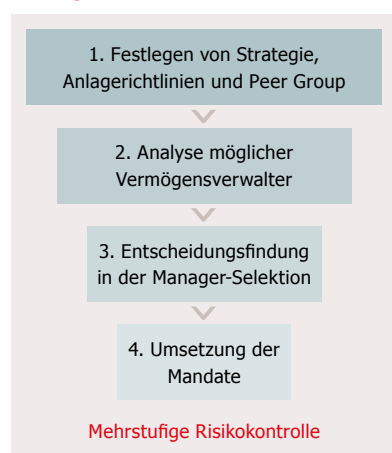 1. Festlegen von Strategie,
Anlagerichtlinien und Peer Group
2. Analyse möglicher
Vermögensverwalter
3. Entscheidungsfindung
in der Manager-Selektion
4. Umsetzung der
Mandate
Mehrstufige Risikokontrolle